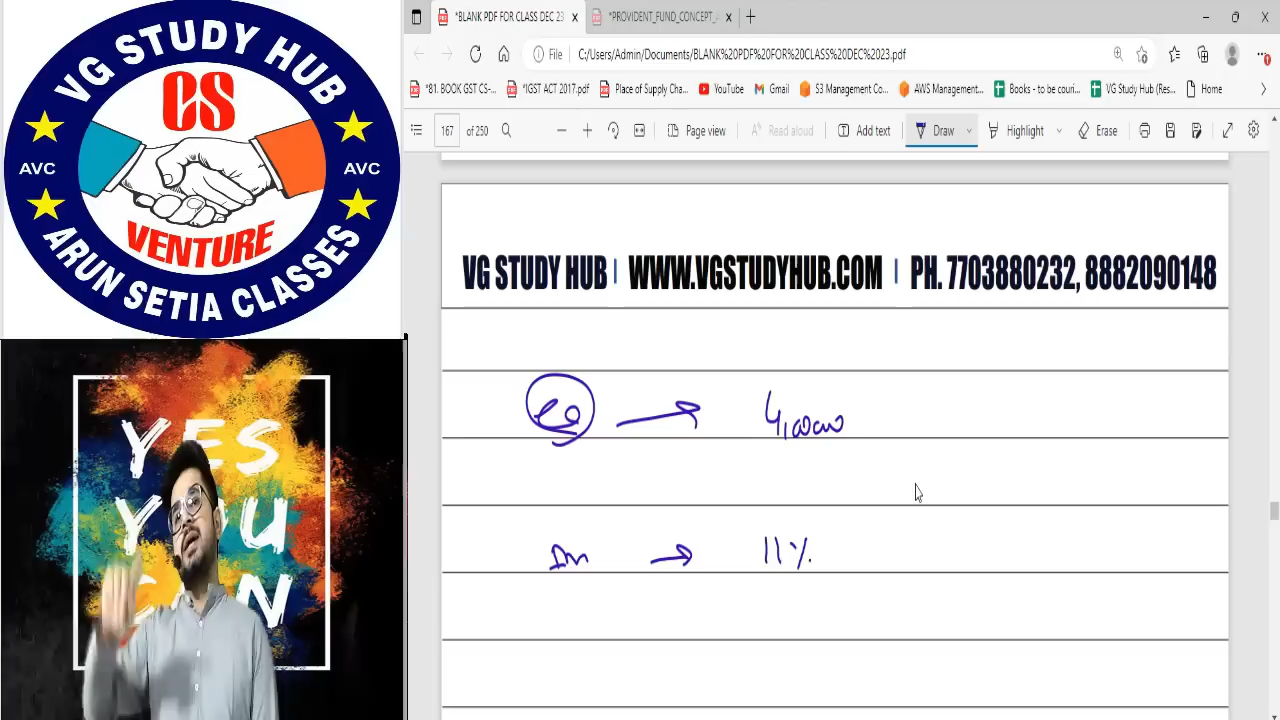 VG STUDY HUB
CS
AVC
AVC
VENTURE
ARUN SETIA CLASSES
YES
YOU
CAN
*BLANK PDF FOR CLASS DEC 23
*PROVIDENT_FUND_CONCEPT_
File
C:/Users/Admin/Documents/BLANK%20PDF%20FOR%20CLASS%20DEC%2023.pdf
*81. BOOK GST CS-...
*IGST ACT 2017.pdf
Place of Supply Cha...
YouTube
Gmail
S3 Management Co...
AWS Management...
Books - to be couri...
VG Study Hub (Res...
Home
167 of 250
Page view
Read aloud
Add text
Draw
Highlight
Erase
VG STUDY HUB | WWW.VGSTUDYHUB.COM | PH. 7703880232, 8882090148
11%